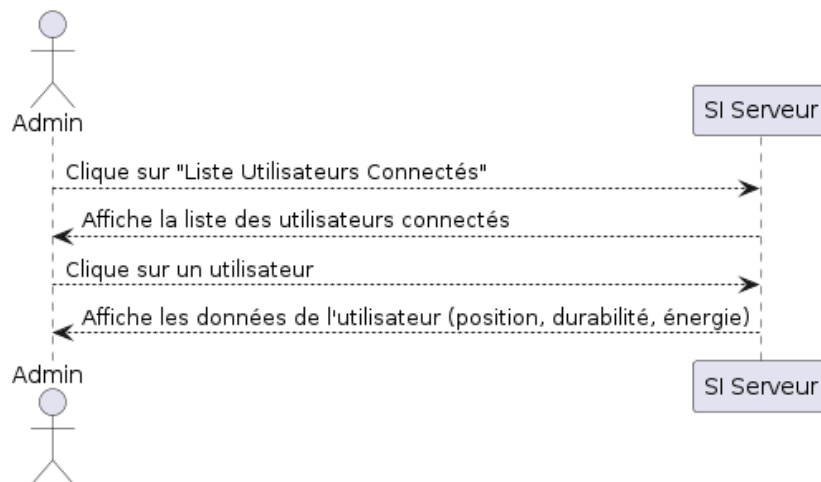 Admin
SI Serveur
Clique sur "Liste Utilisateurs Connectés"
Affiche la liste des utilisateurs connectés
Clique sur un utilisateur
Affiche les données de l'utilisateur (position, durabilité, énergie)
Admin
SI Serveur